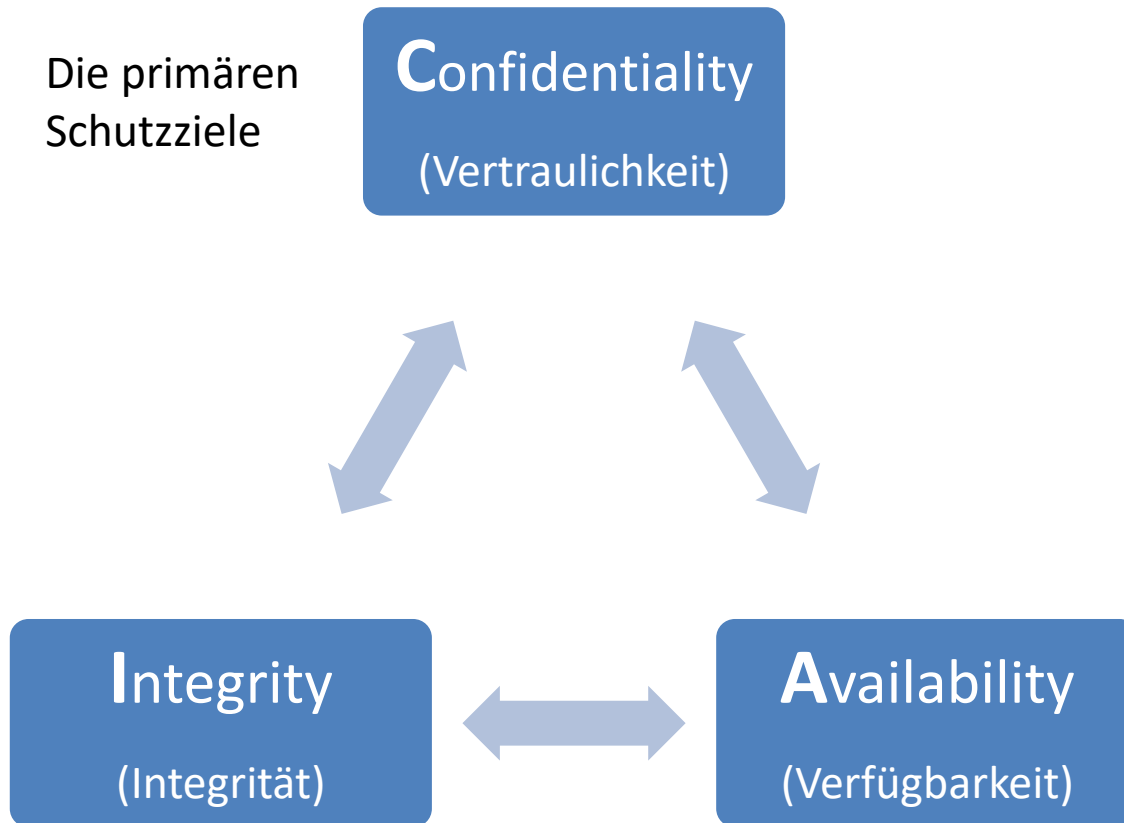 Die primären
Schutzziele
Confidentiality
(Vertraulichkeit)
Integrity
(Integrität)
Availability
(Verfügbarkeit)